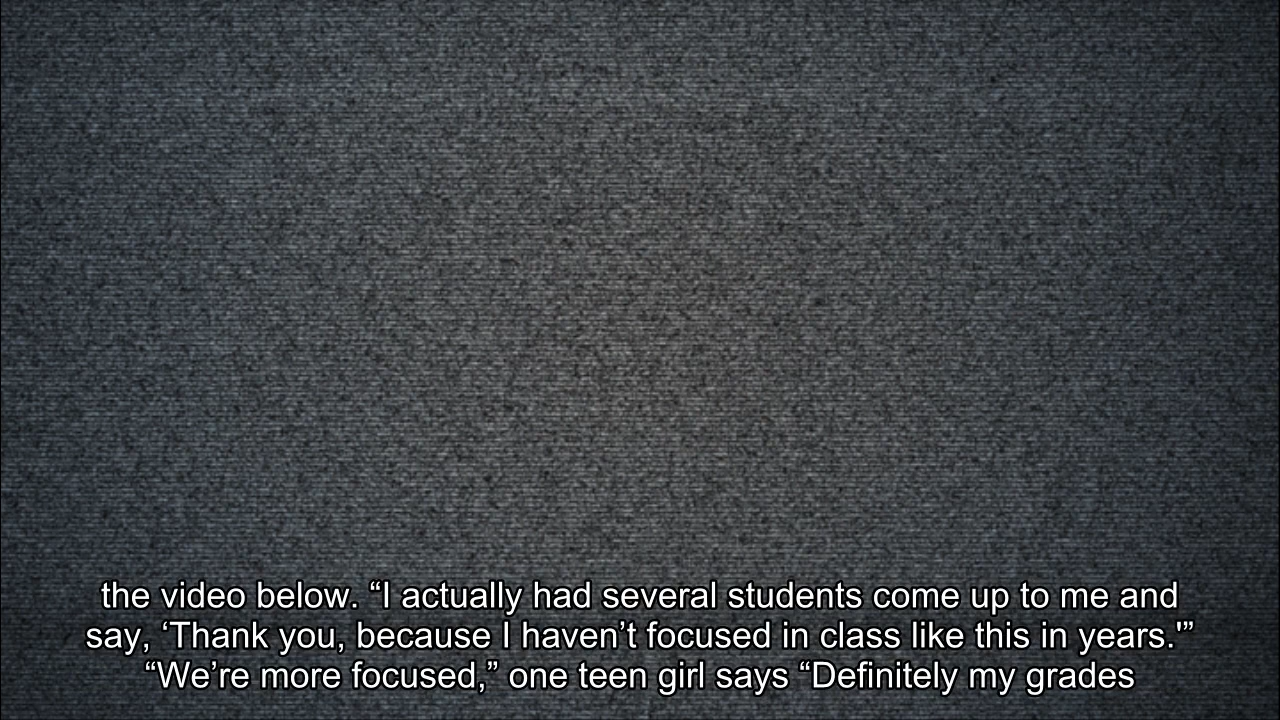 the video below. “I actually had several students come up to me and
say, ‘Thank you, because I haven’t focused in class like this in years.'”
“We’re more focused,” one teen girl says “Definitely my grades